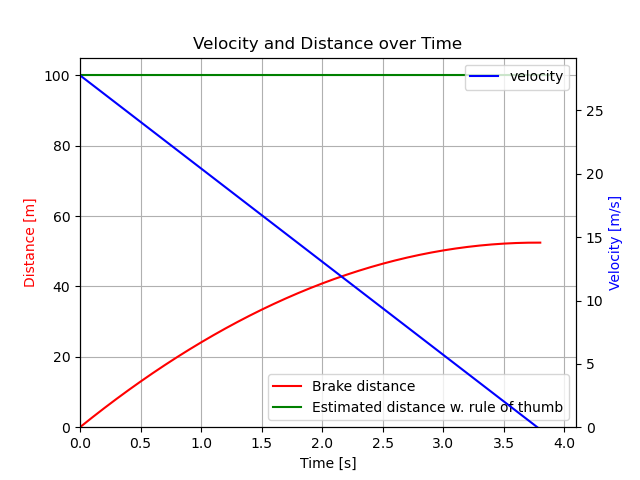 Velocity and Distance over Time
velocity
100
80
60
40
20
0
Distance [m]
25
20
15
10
5
0
Velocity [m/s]
Brake distance
Estimated distance w. rule of thumb
0.0 0.5 1.0 1.5 2.0 2.5 3.0 3.5 4.0
Time [s]